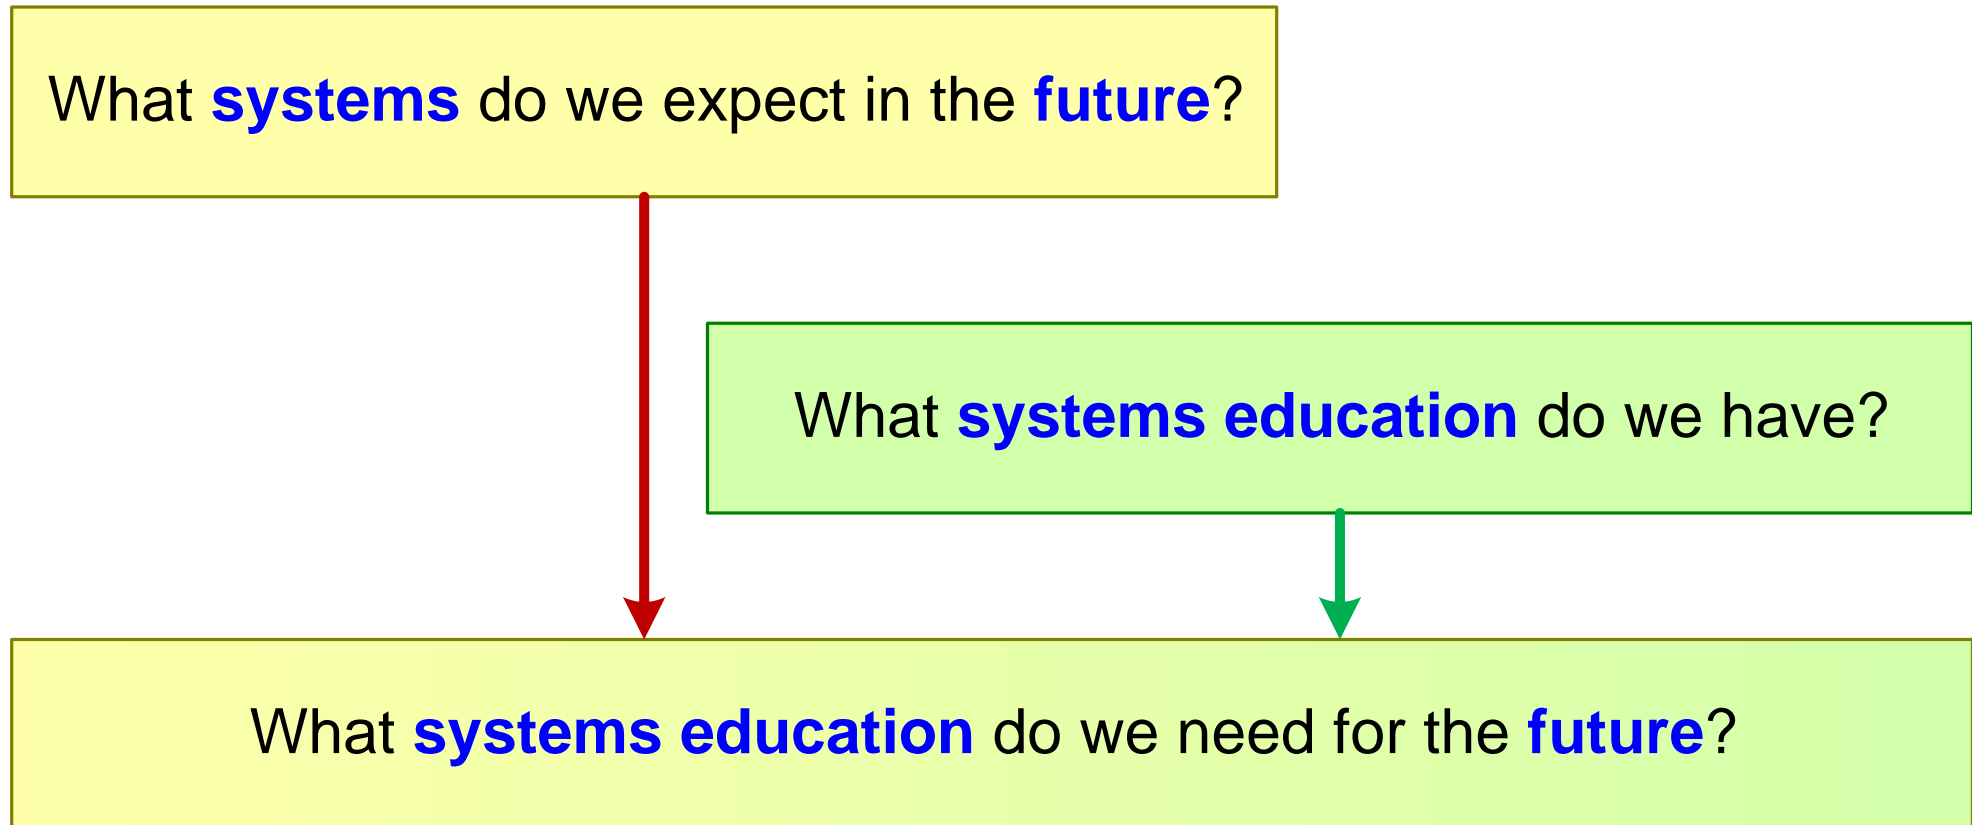 What systems do we expect in the future?
What systems education do we have?
What systems education do we need for the future?